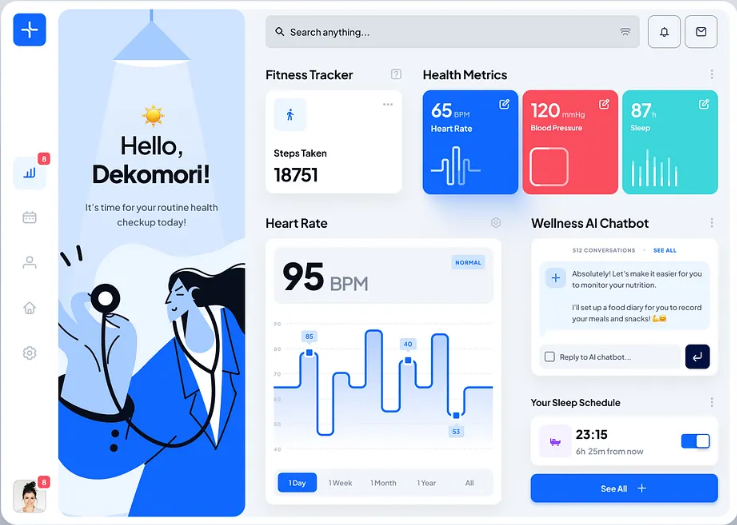 Search anything...
8
Hello,
Dekomori!
It's time for your routine health
checkup today!
8
Fitness Tracker
?
Steps Taken
18751
Health Metrics
65 BPM
Heart Rate
120 mmHg
Blood Pressure
87 h
Sleep
Heart Rate
95 BPM
NORMAL
90
80
70
60
50
40
85
40
53
1 Day
1 Week
1 Month
1 Year
All
Wellness AI Chatbot
512 CONVERSATIONS · SEE ALL
Absolutely! Let's make it easier for you
to monitor your nutrition.
I'll set up a food diary for you to record
your meals and snacks! 💪😄
Reply to AI chatbot...
Your Sleep Schedule
23:15
6h 25m from now
See All